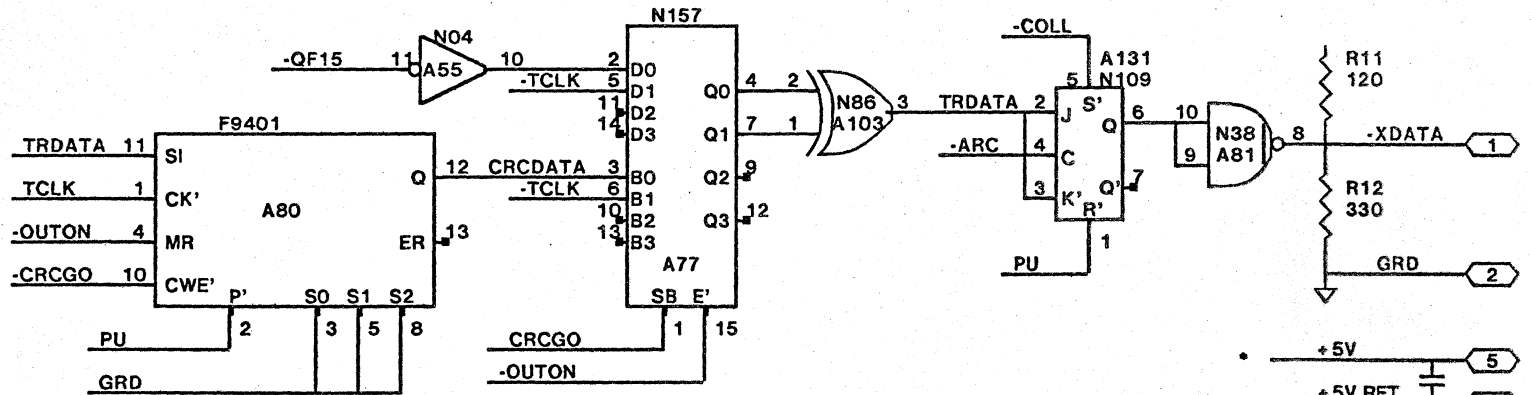 N157
N04
-QF15 11 A55 10 2 D0
-TCLK 5 D1
11 D2
14 D3
Q0 4 2
Q1 7 1
N86
A103
3 TRDATA 2 J
-COLL
A131
N109
5 S'
Q 6
-ARC 4 C
3 K'
Q' 7
R'
1
PU
10
9
N38
A81
8 -XDATA 1
R11
120
R12
330
GRD 2
F9401
TRDATA 11 SI
TCLK 1 CK'
-OUTON 4 MR
-CRCGO 10 CWE'
A80
Q 12 CRCDATA 3 B0
-TCLK 6 B1
10 B2
13 B3
ER 13
Q2 9
Q3 12
A77
P' S0 S1 S2
2 3 5 8
PU
GRD
SB E'
1 15
CRCGO
-OUTON
+5V 5
+5V RET